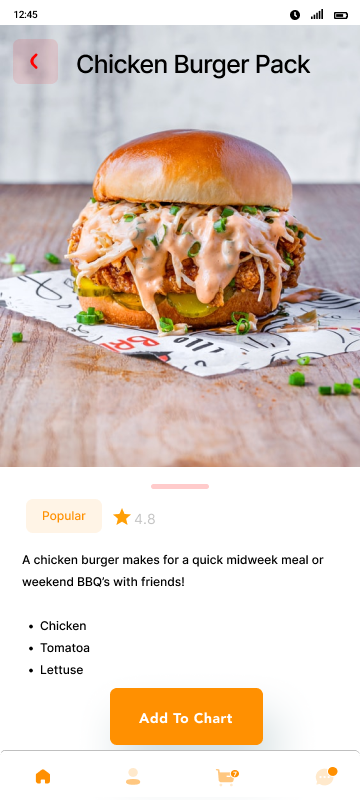 12:45
Chicken Burger Pack
Popular
4.8
A chicken burger makes for a quick midweek meal or
weekend BBQ's with friends!
• Chicken
• Tomatoa
• Lettuse
Add To Chart
7